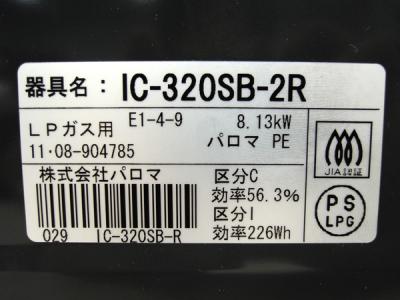 器具名: IC-320SB-2R
LPガス用 E1-4-9 8.13kW
11・08-904785 パロマ PE
JIA認証
株式会社パロマ 区分C
効率56.3%
区分I
効率226Wh
PS
LPG
029 IC-320SB-R